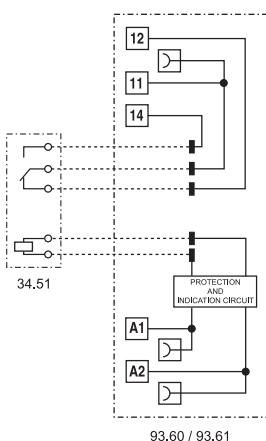 12
11
14
34.51
PROTECTION
AND
INDICATION CIRCUIT
A1
A2
93.60 / 93.61